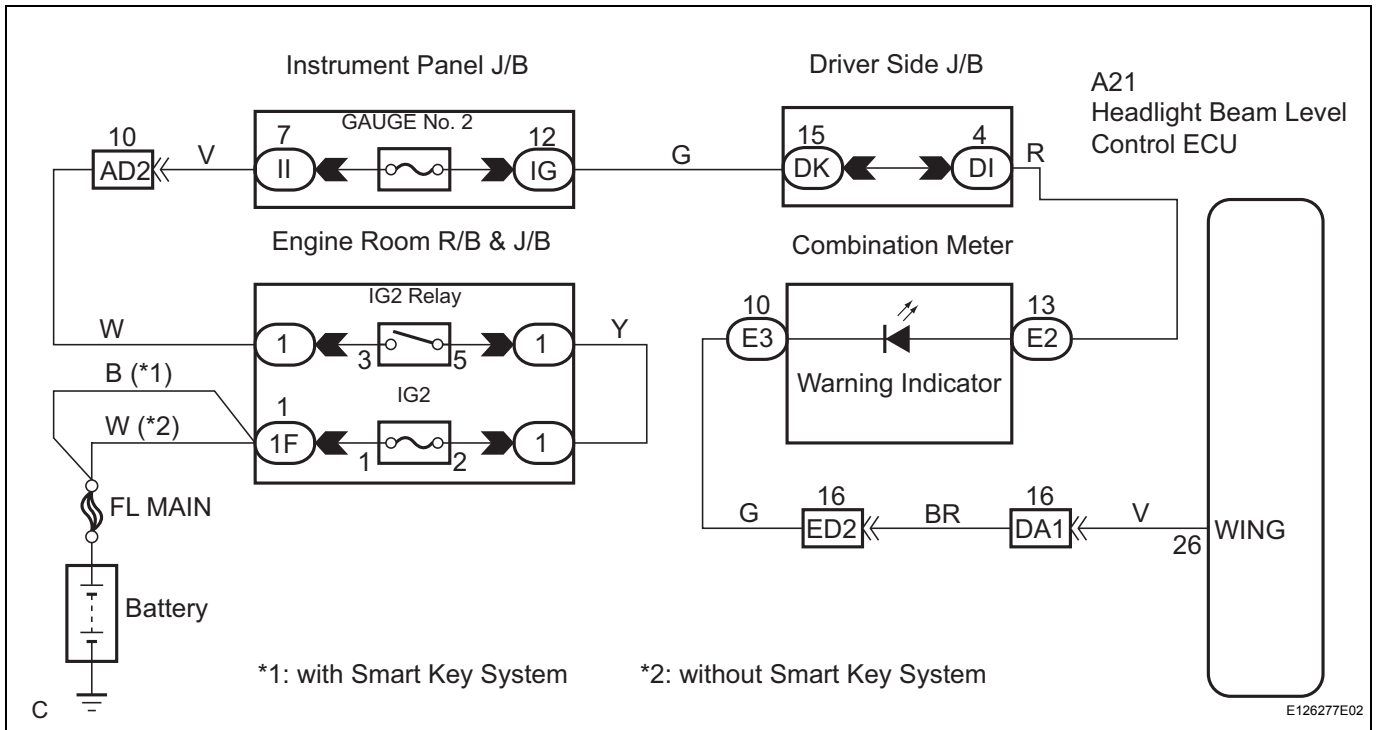 Instrument Panel J/B
Driver Side J/B
A21
Headlight Beam Level
Control ECU
10
AD2
V
7
II
GAUGE No. 2
12
IG
G
15
DK
4
DI
R
Engine Room R/B & J/B
Combination Meter
IG2 Relay
W
1
3
5
1
Y
10
E3
13
E2
Warning Indicator
B (*1)
W (*2)
1
1F
IG2
1
2
1
FL MAIN
G
16
ED2
BR
16
DA1
V
26
WING
Battery
*1: with Smart Key System
*2: without Smart Key System
C
E126277E02